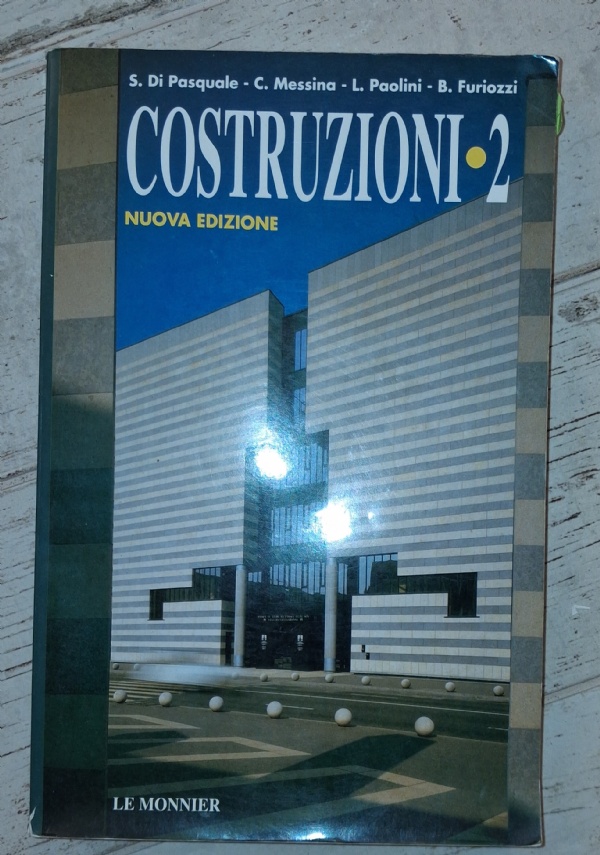 S. Di Pasquale - C. Messina - L. Paolini - B. Furiozzi
COSTRUZIONI•2
NUOVA EDIZIONE
LE MONNIER